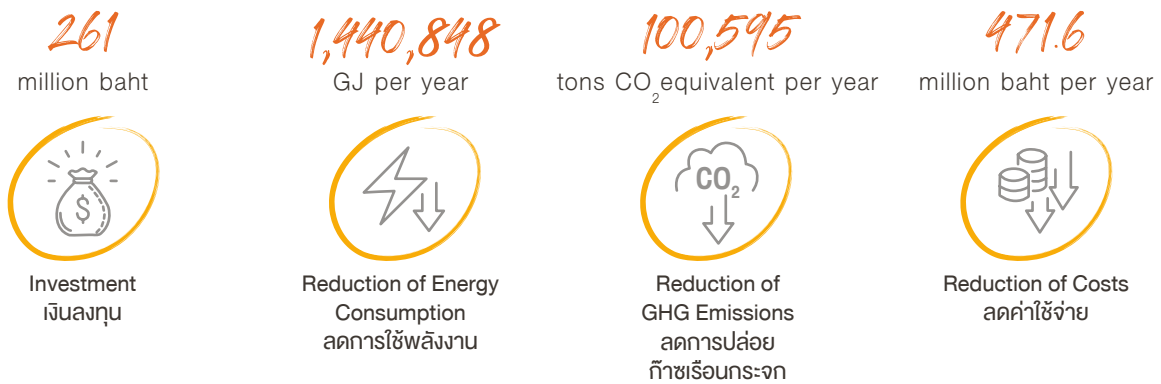 261
million baht
Investment
เงินลงทุน
1,440,848
GJ per year
Reduction of Energy
Consumption
ลดการใช้พลังงาน
100,595
tons CO2equivalent per year
CO2
Reduction of
GHG Emissions
ลดการปล่อย
ก๊าซเรือนกระจก
471.6
million baht per year
Reduction of Costs
ลดค่าใช้จ่าย